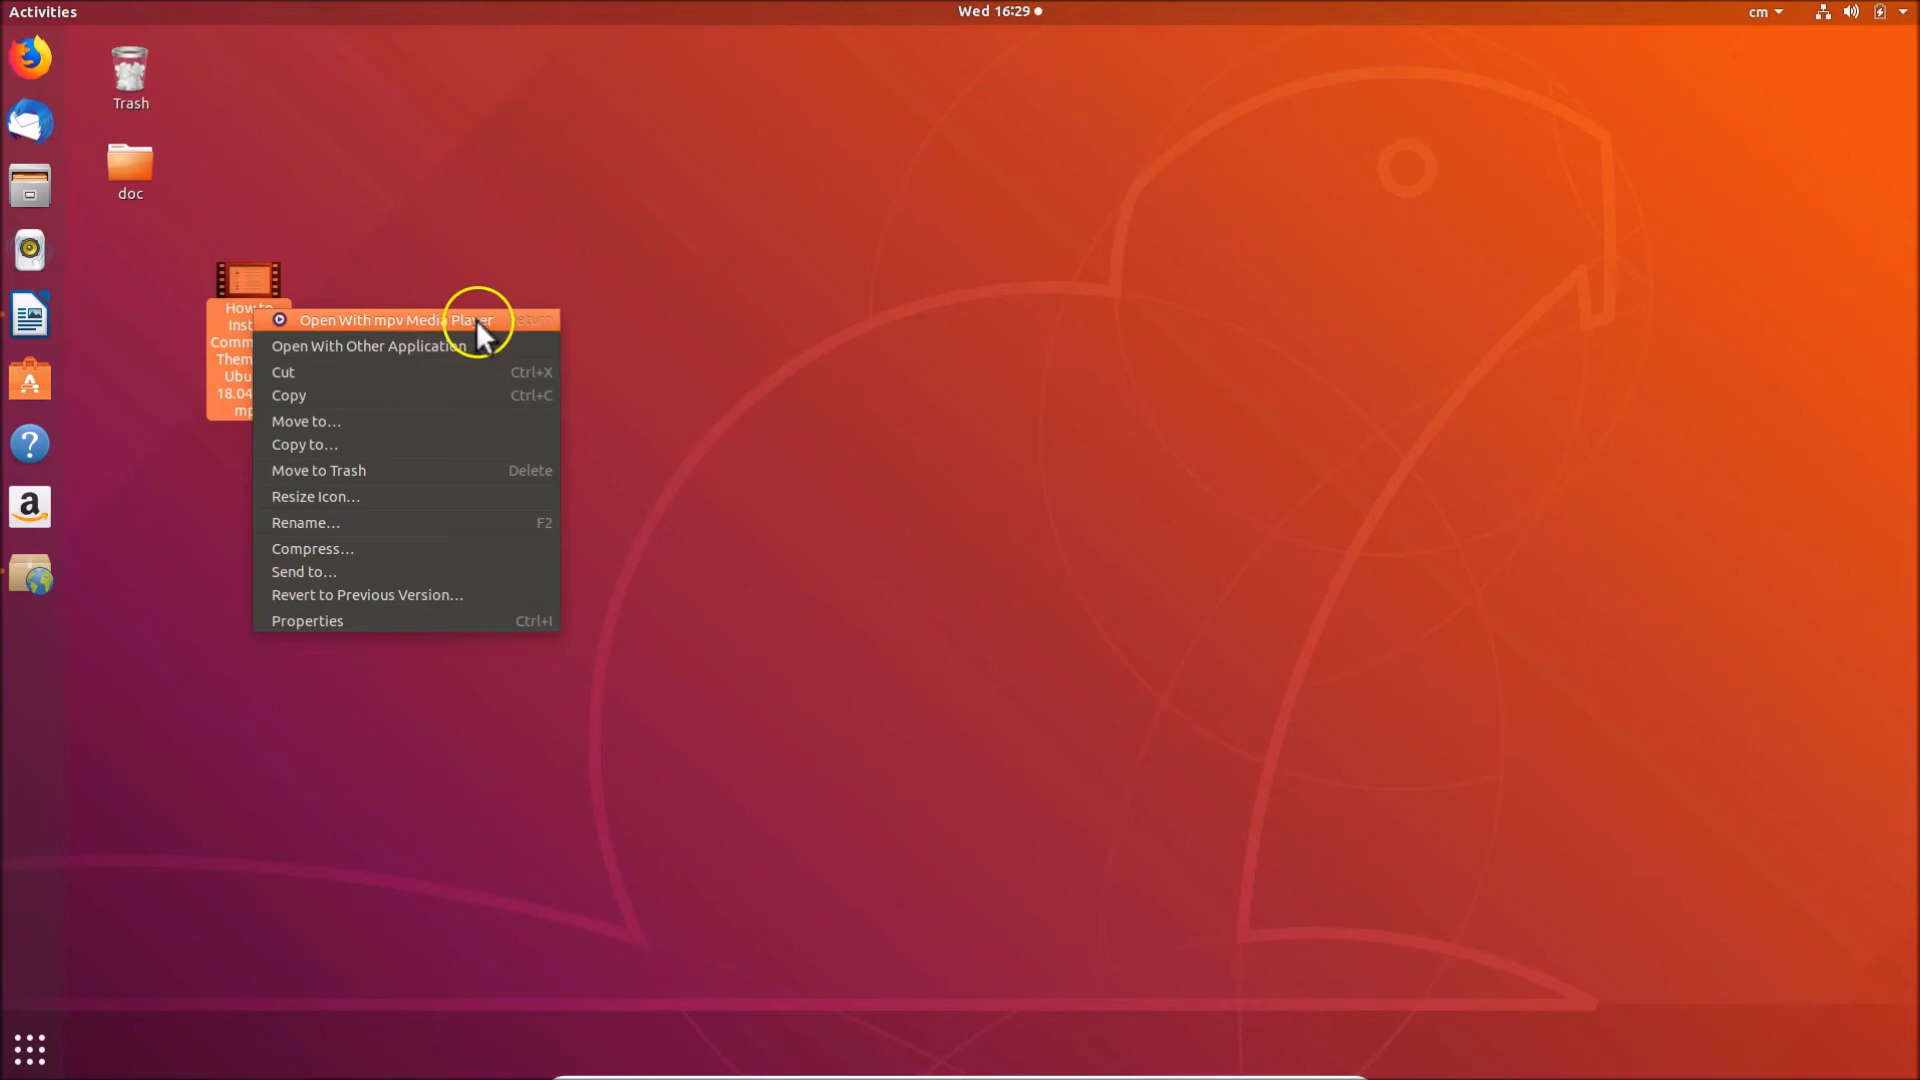 Activities
Wed 16:29
cm
Trash
doc
How to
Inst
Comm
Them
Ubu
18.04
mp
Open With mpv Media Player
Return
Open With Other Application
Cut Ctrl+X
Copy Ctrl+C
Move to…
Copy to…
Move to Trash Delete
Resize Icon…
Rename… F2
Compress…
Send to…
Revert to Previous Version…
Properties Ctrl+I